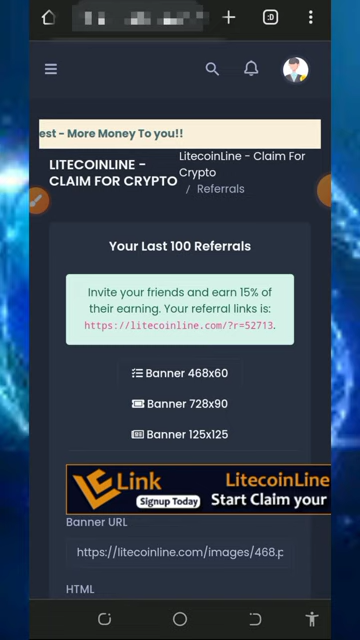 :D
est - More Money To you!!
LITECOINLINE -
CLAIM FOR CRYPTO
LitecoinLine - Claim For
Crypto
/ Referrals
Your Last 100 Referrals
Invite your friends and earn 15% of
their earning. Your referral links is:
https://litecoinline.com/?r=52713.
Banner 468x60
Banner 728x90
Banner 125x125
Link
Signup Today
LitecoinLine
Start Claim your
Banner URL
https://litecoinline.com/images/468.p
HTML